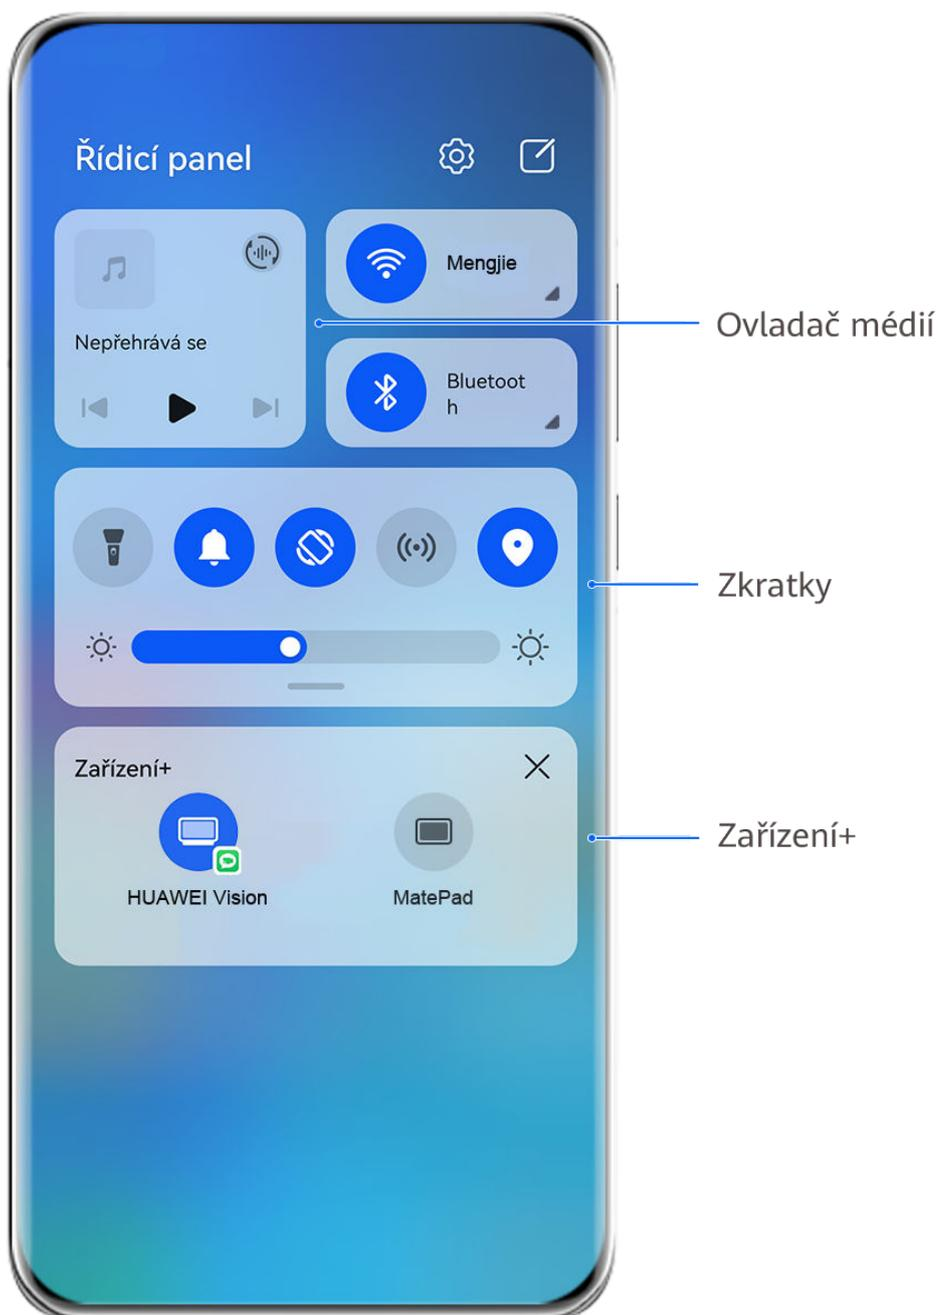 Řídicí panel
Mengjie
Nepřehrává se
Ovladač médií
Bluetoot
h
Zkratky
Zařízení+
HUAWEI Vision
MatePad
Zařízení+